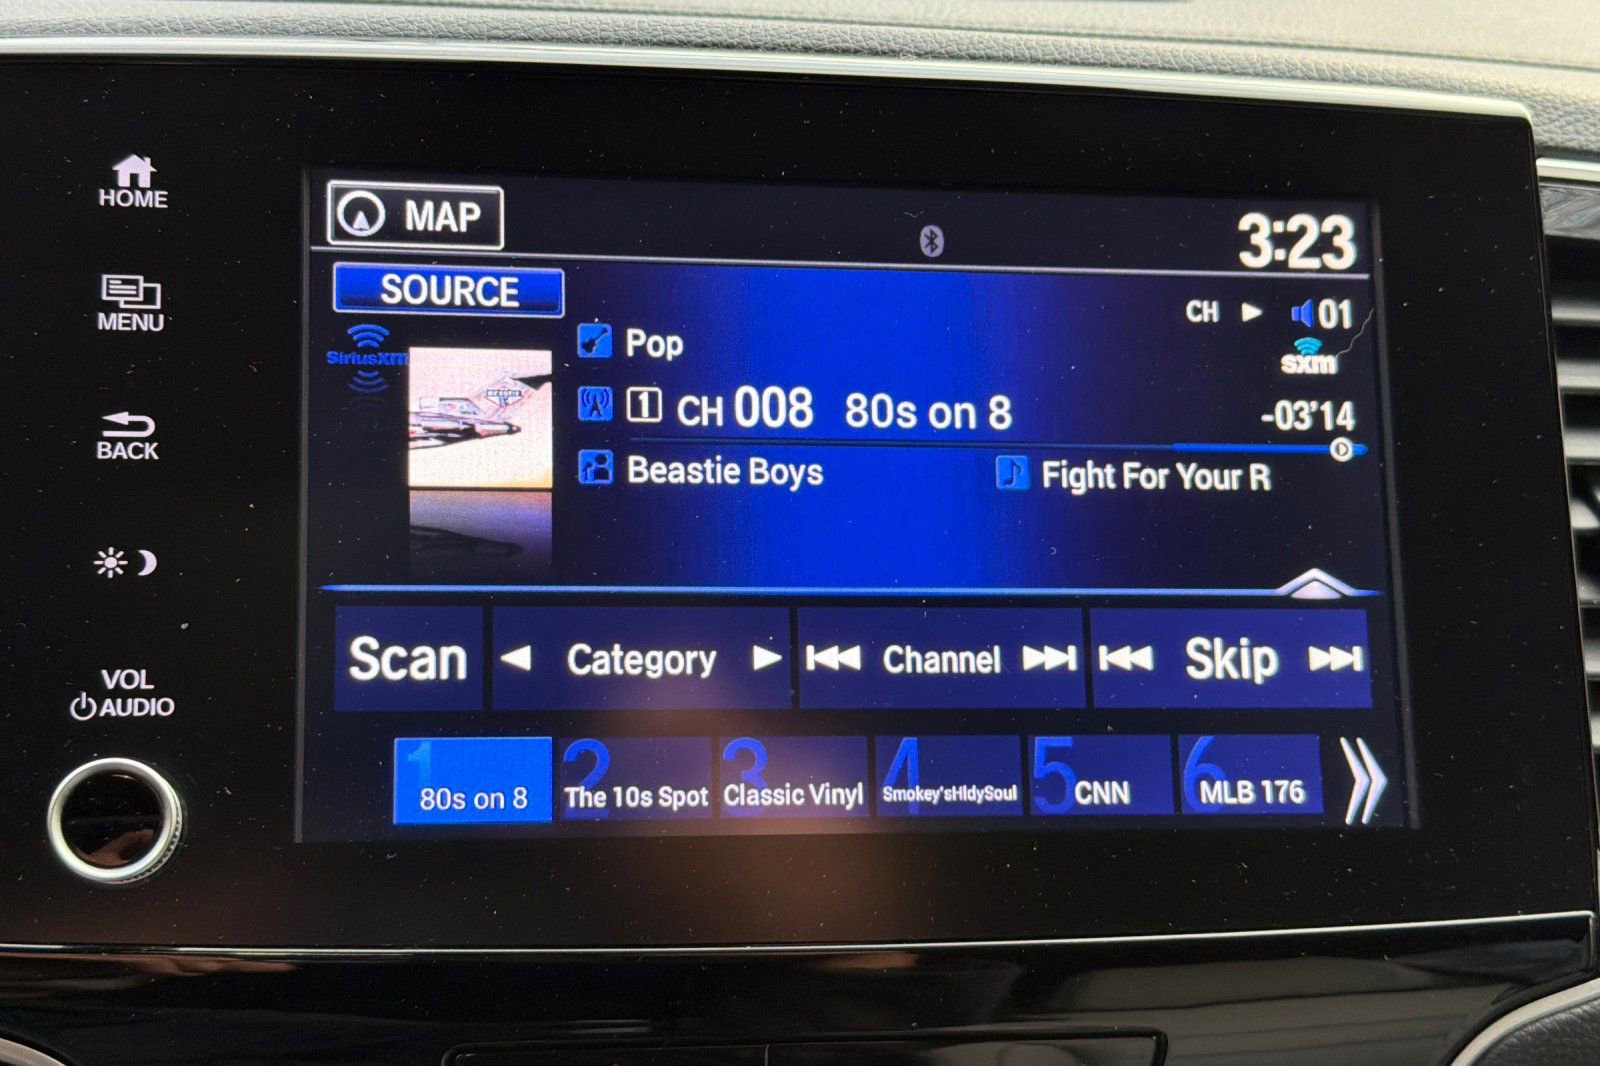 HOME
MENU
BACK
VOL
AUDIO
MAP
3:23
SOURCE
CH 01
SiriusXM
Pop
sxm
1 CH 008 80s on 8
-03'14
Beastie Boys Fight For Your R
Scan Category Channel Skip
1 80s on 8
2 The 10s Spot
3 Classic Vinyl
4 Smokey'sHldySoul
5 CNN
6 MLB 176